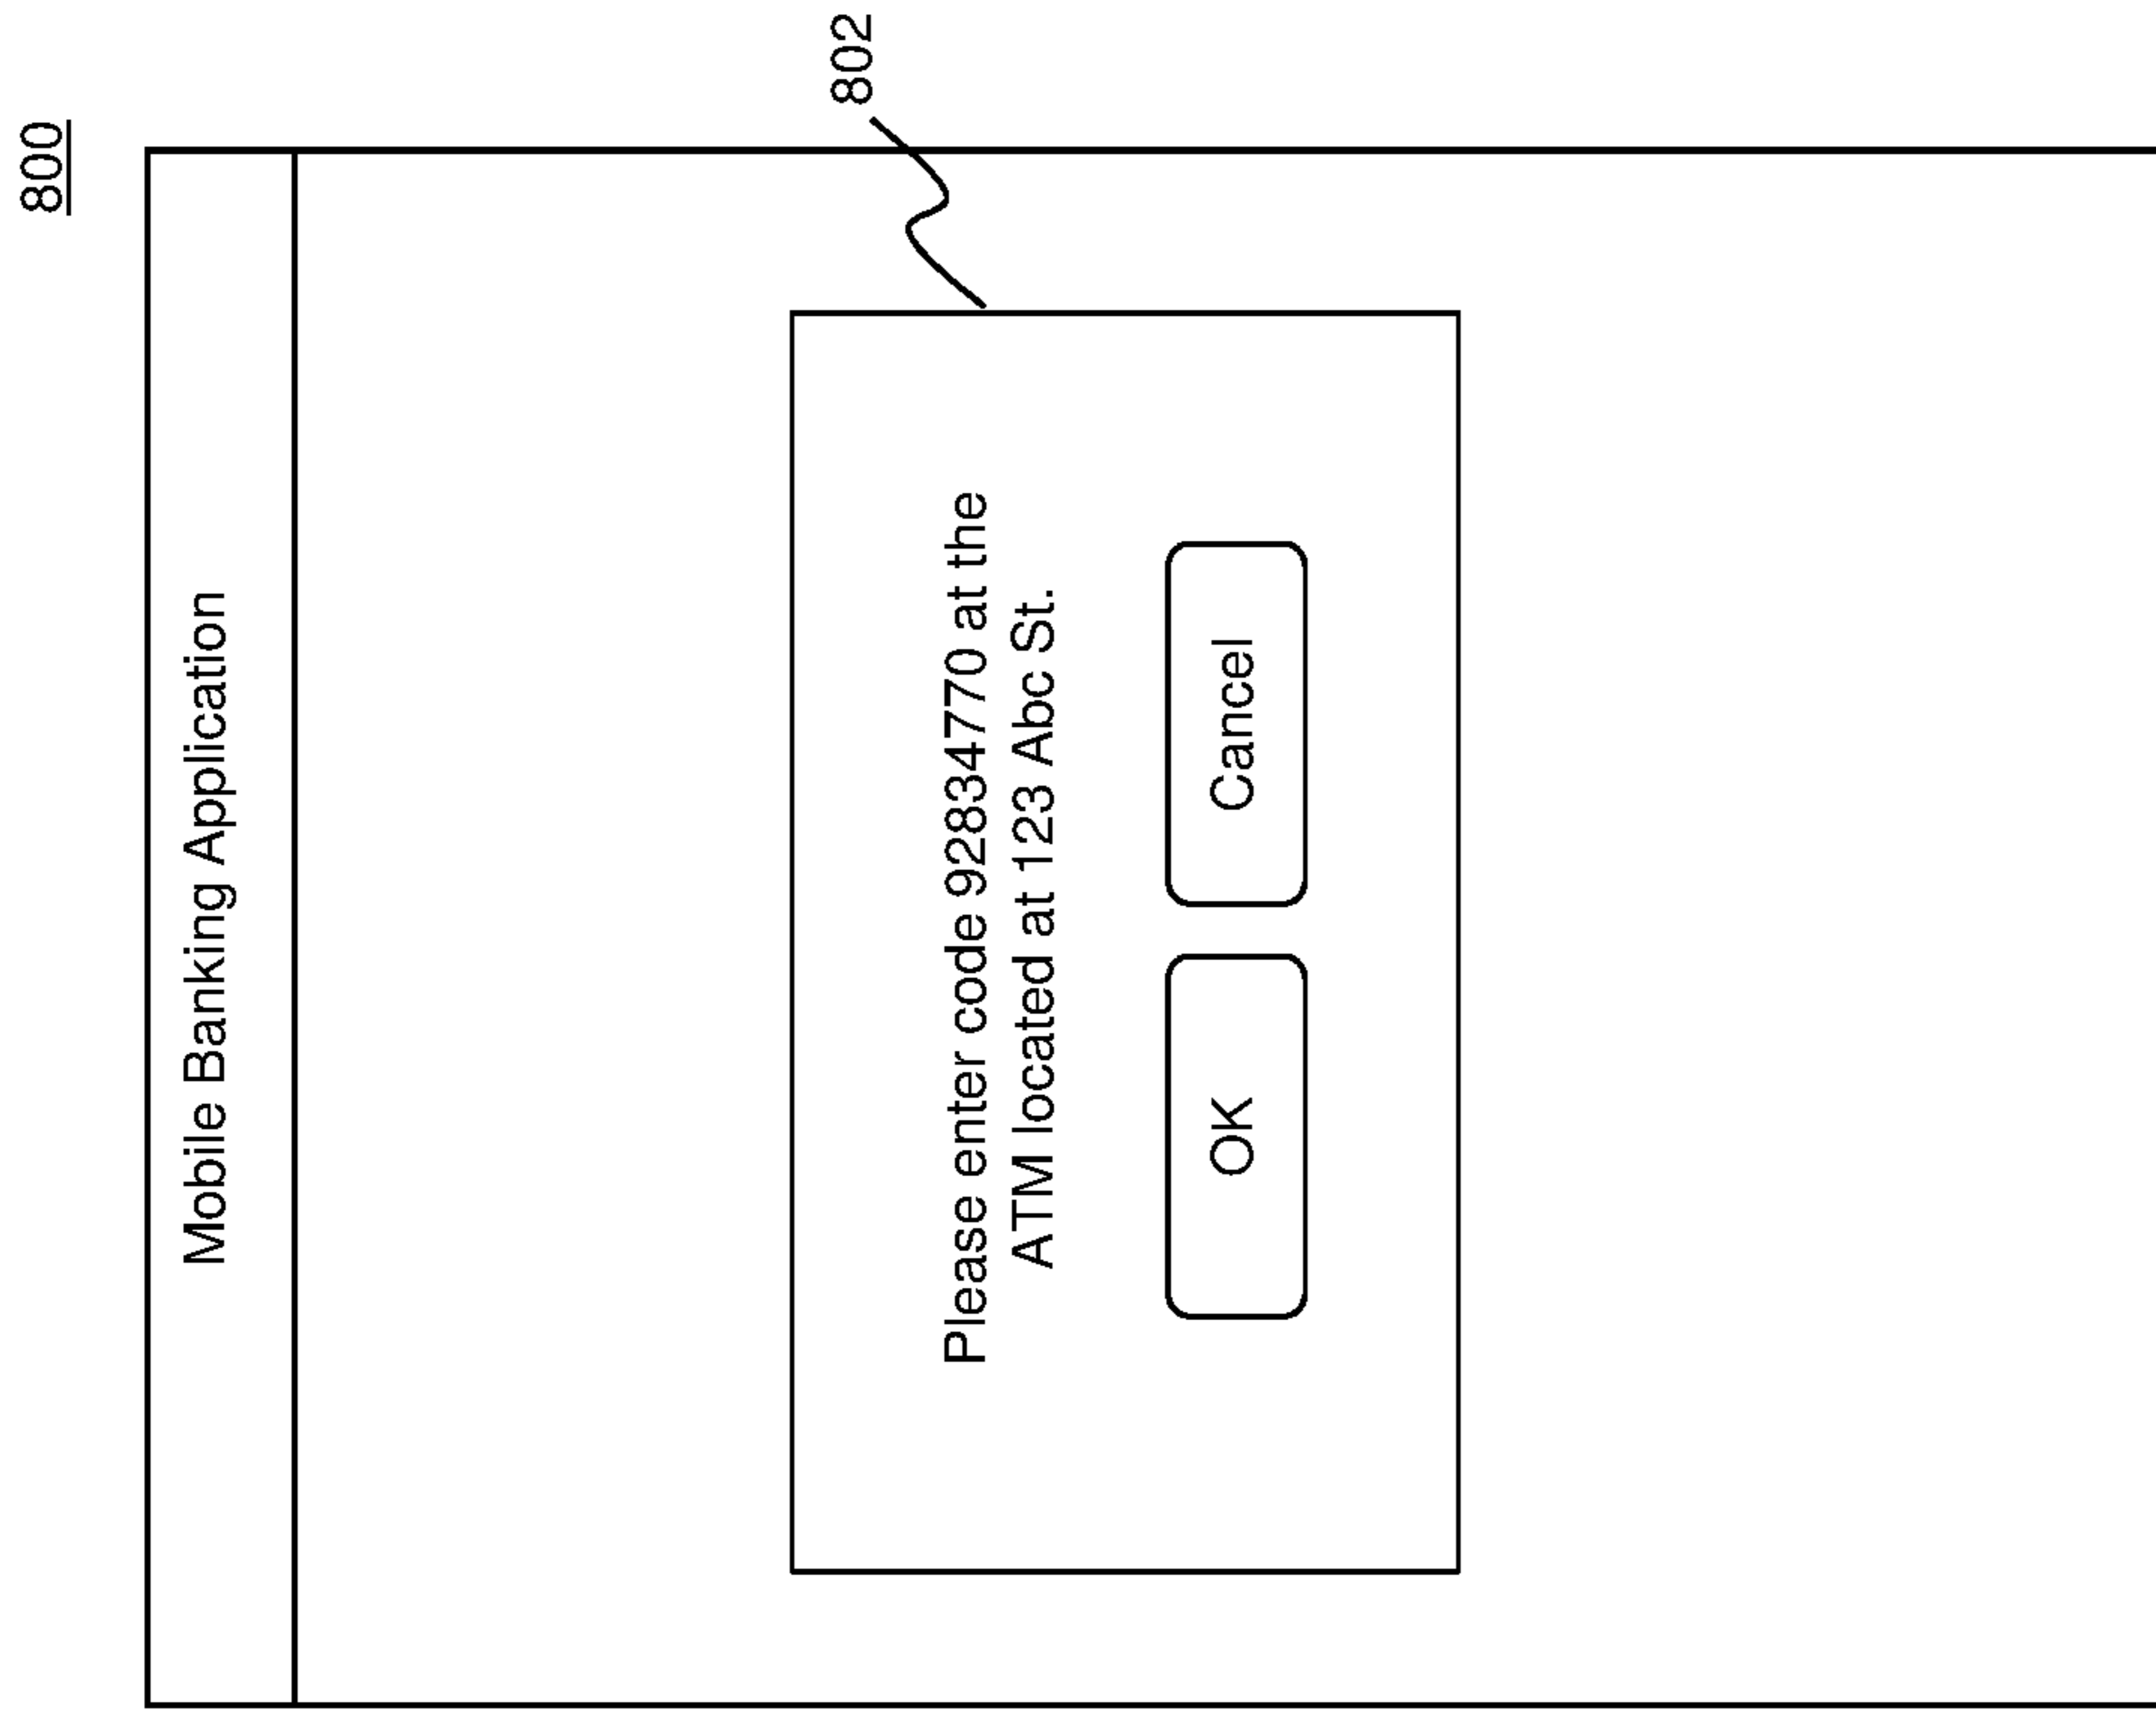 800
Mobile Banking Application
802
Please enter code 92834770 at the
ATM located at 123 Abc St.
OK
Cancel